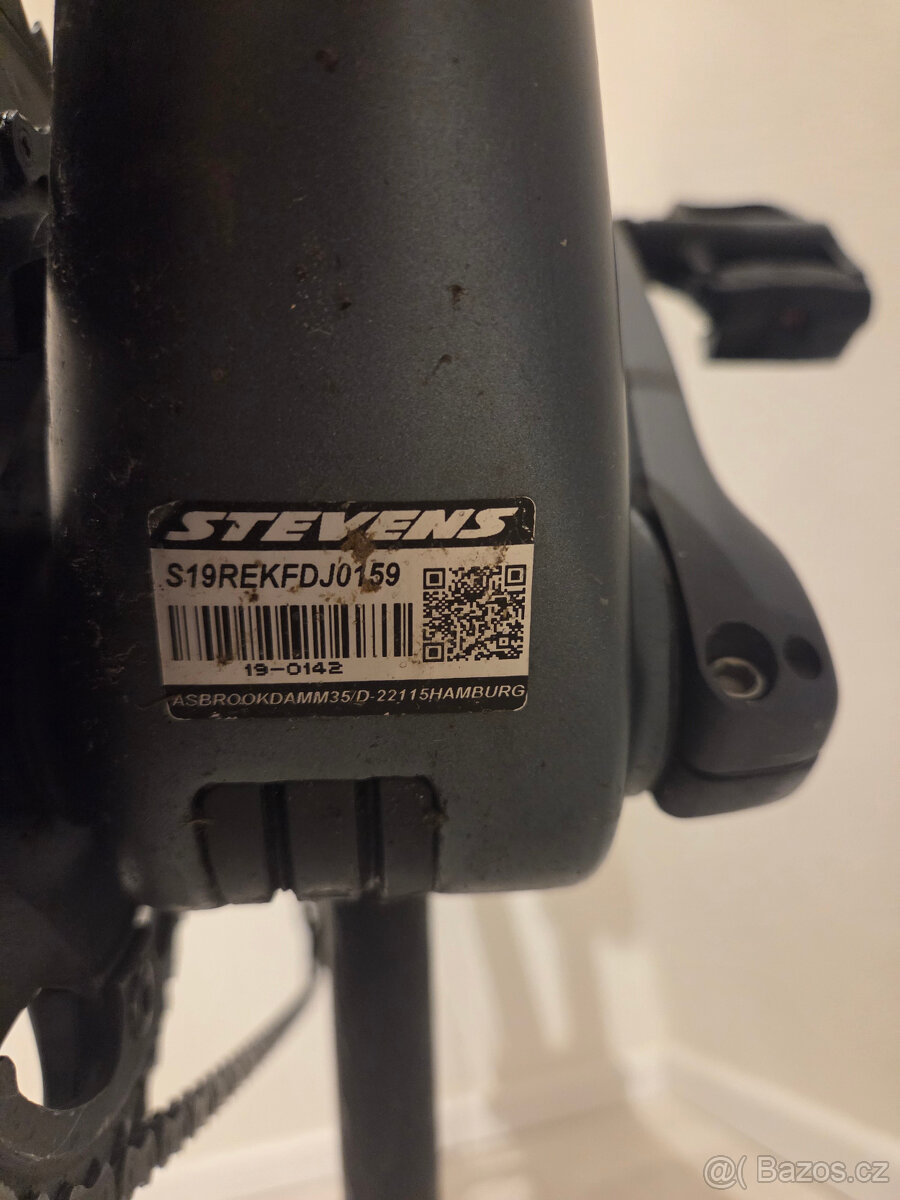 STEVENS
S19REKFDJ0159
19-0142
ASBROOKDAMM35/D-22115HAMBURG
@( Bazos.cz